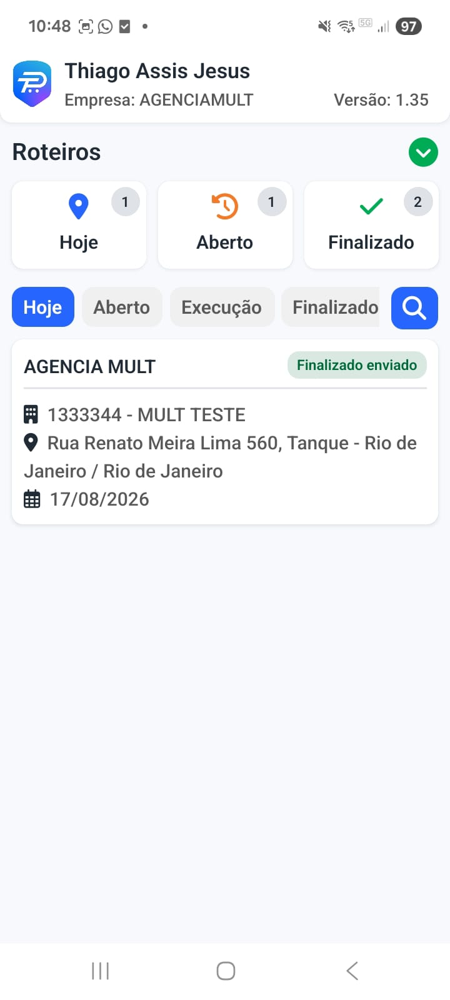 10:48
5G
97
Thiago Assis Jesus
Empresa: AGENCIAMULT
Versão: 1.35
Roteiros
1
1
2
Hoje
Aberto
Finalizado
Hoje
Aberto
Execução
Finalizado
AGENCIA MULT
Finalizado enviado
1333344 - MULT TESTE
Rua Renato Meira Lima 560, Tanque - Rio de
Janeiro / Rio de Janeiro
17/08/2026